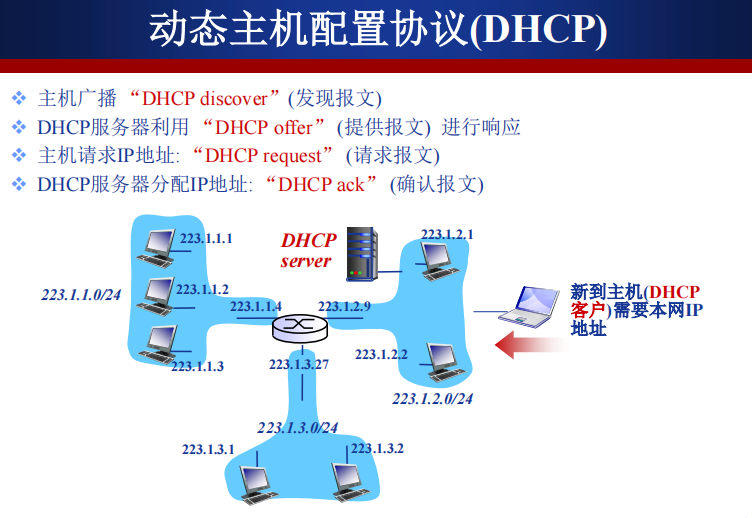 动态主机配置协议(DHCP)
主机广播 “DHCP discover” (发现报文)
DHCP服务器利用 “DHCP offer” (提供报文) 进行响应
主机请求IP地址: “DHCP request” (请求报文)
DHCP服务器分配IP地址: “DHCP ack” (确认报文)
223.1.1.1
DHCP
server
223.1.2.1
223.1.1.0/24
223.1.1.2
223.1.1.4
223.1.2.9
新到主机(DHCP
客户)需要本网IP
地址
223.1.1.3
223.1.3.27
223.1.2.2
223.1.2.0/24
223.1.3.0/24
223.1.3.1
223.1.3.2